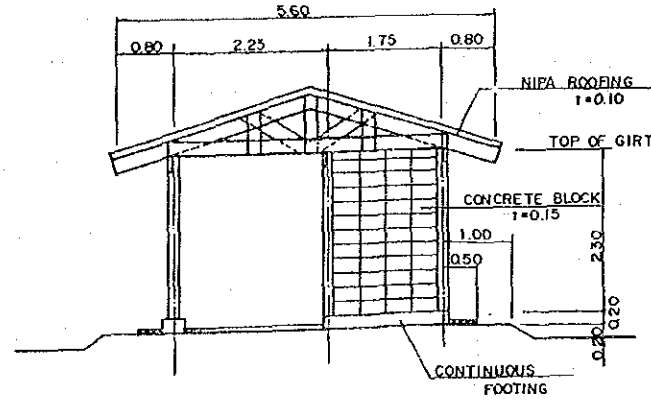 5.60
0.80 2.25 1.75 0.80
NIPA ROOFING
t=0.10
TOP OF GIRT
CONCRETE BLOCK
t=0.15
1.00
0.50
2.30
0.20
0.20
CONTINUOUS
FOOTING